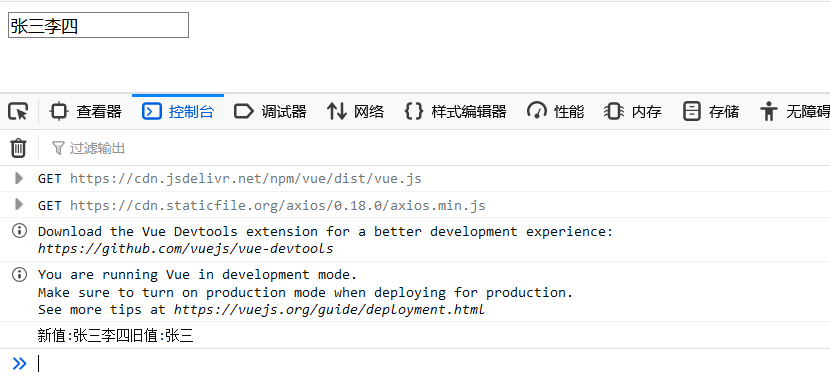 张三李四
查看器 控制台 调试器 网络 样式编辑器 性能 内存 存储 无障碍
过滤输出
GET https://cdn.jsdelivr.net/npm/vue/dist/vue.js
GET https://cdn.staticfile.org/axios/0.18.0/axios.min.js
Download the Vue Devtools extension for a better development experience:
https://github.com/vuejs/vue-devtools
You are running Vue in development mode.
Make sure to turn on production mode when deploying for production.
See more tips at https://vuejs.org/guide/deployment.html
新值:张三李四旧值:张三